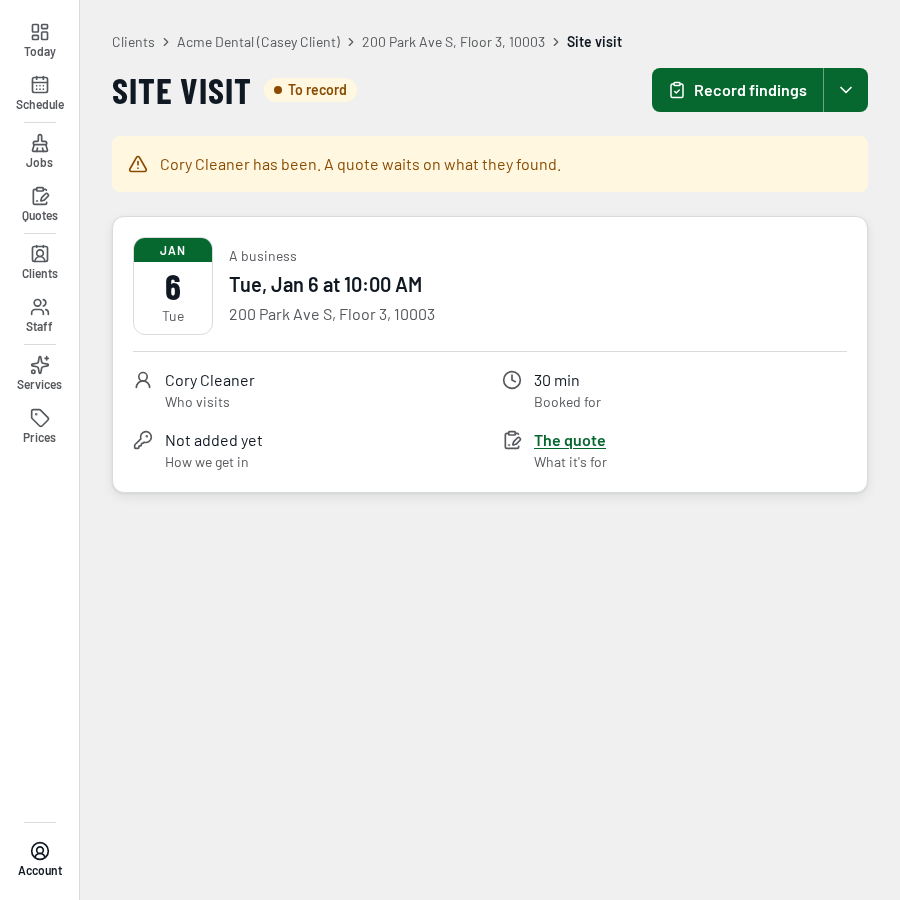 Today
Schedule
Jobs
Quotes
Clients
Staff
Services
Prices
Account
Clients > Acme Dental (Casey Client) > 200 Park Ave S, Floor 3, 10003 > Site visit
SITE VISIT
To record
Record findings
Cory Cleaner has been. A quote waits on what they found.
JAN
6
Tue
A business
Tue, Jan 6 at 10:00 AM
200 Park Ave S, Floor 3, 10003
Cory Cleaner
Who visits
30 min
Booked for
Not added yet
How we get in
The quote
What it's for